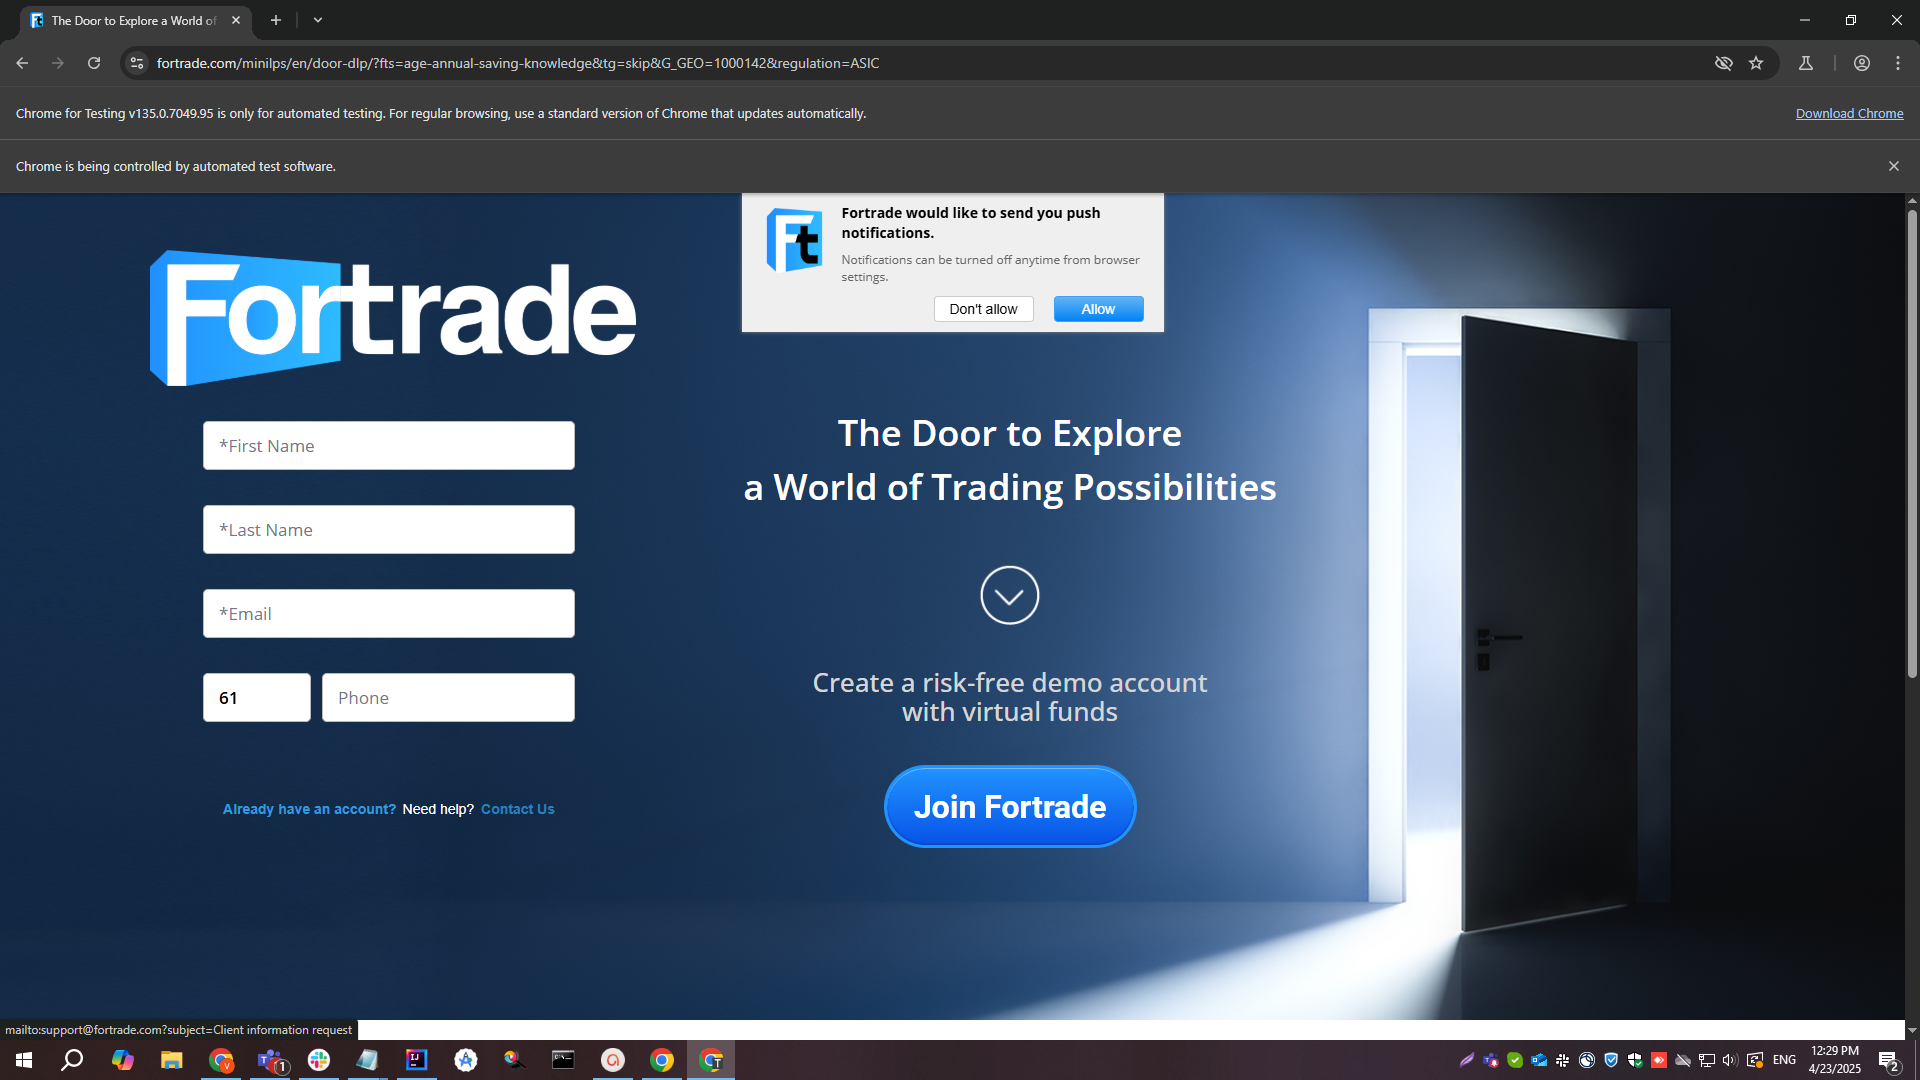 The Door to Explore a World of
fortrade.com/minilps/en/door-dlp/?fts=age-annual-saving-knowledge&tg=skip&G_GEO=1000142&regulation=ASIC
Chrome for Testing v135.0.7049.95 is only for automated testing. For regular browsing, use a standard version of Chrome that updates automatically.
Download Chrome
Chrome is being controlled by automated test software.
Ft
Fortrade would like to send you push
notifications.
Notifications can be turned off anytime from browser
settings.
Don't allow
Allow
Fortrade
*First Name
*Last Name
*Email
61
Phone
Already have an account? Need help? Contact Us
The Door to Explore
a World of Trading Possibilities
Create a risk-free demo account
with virtual funds
Join Fortrade
mailto:support@fortrade.com?subject=Client information request
ENG
12:29 PM
4/23/2025
2